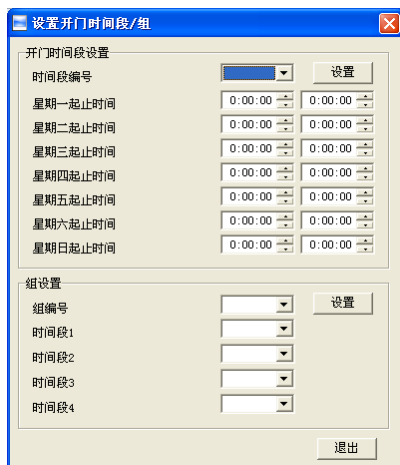 设置开门时间段/组
开门时间段设置
时间段编号 设置
星期一起止时间 0:00:00 0:00:00
星期二起止时间 0:00:00 0:00:00
星期三起止时间 0:00:00 0:00:00
星期四起止时间 0:00:00 0:00:00
星期五起止时间 0:00:00 0:00:00
星期六起止时间 0:00:00 0:00:00
星期日起止时间 0:00:00 0:00:00
组设置
组编号 设置
时间段1
时间段2
时间段3
时间段4
退出